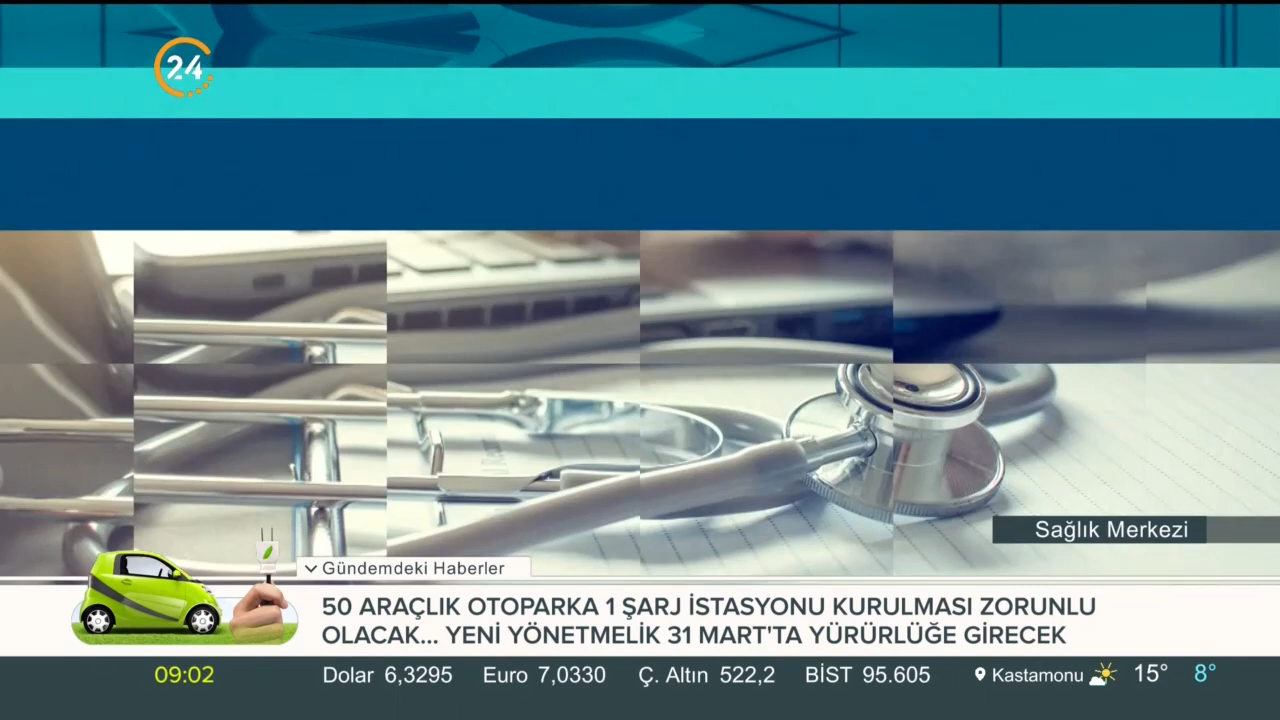 24
Sağlık Merkezi
Gündemdeki Haberler
50 ARAÇLIK OTOPARKA 1 ŞARJ İSTASYONU KURULMASI ZORUNLU
OLACAK... YENİ YÖNETMELİK 31 MART'TA YÜRÜRLÜĞE GİRECEK
09:02 Dolar 6,3295 Euro 7,0330 Ç. Altın 522,2 BİST 95.605 Kastamonu 15° 8°